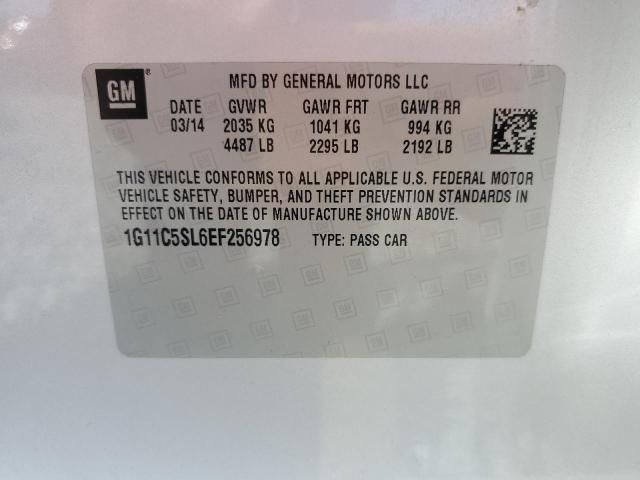 GM® MFD BY GENERAL MOTORS LLC
DATE GVWR GAWR FRT GAWR RR
03/14 2035 KG 1041 KG 994 KG
4487 LB 2295 LB 2192 LB
THIS VEHICLE CONFORMS TO ALL APPLICABLE U.S. FEDERAL MOTOR
VEHICLE SAFETY, BUMPER, AND THEFT PREVENTION STANDARDS IN
EFFECT ON THE DATE OF MANUFACTURE SHOWN ABOVE.
1G11C5SL6EF256978 TYPE: PASS CAR